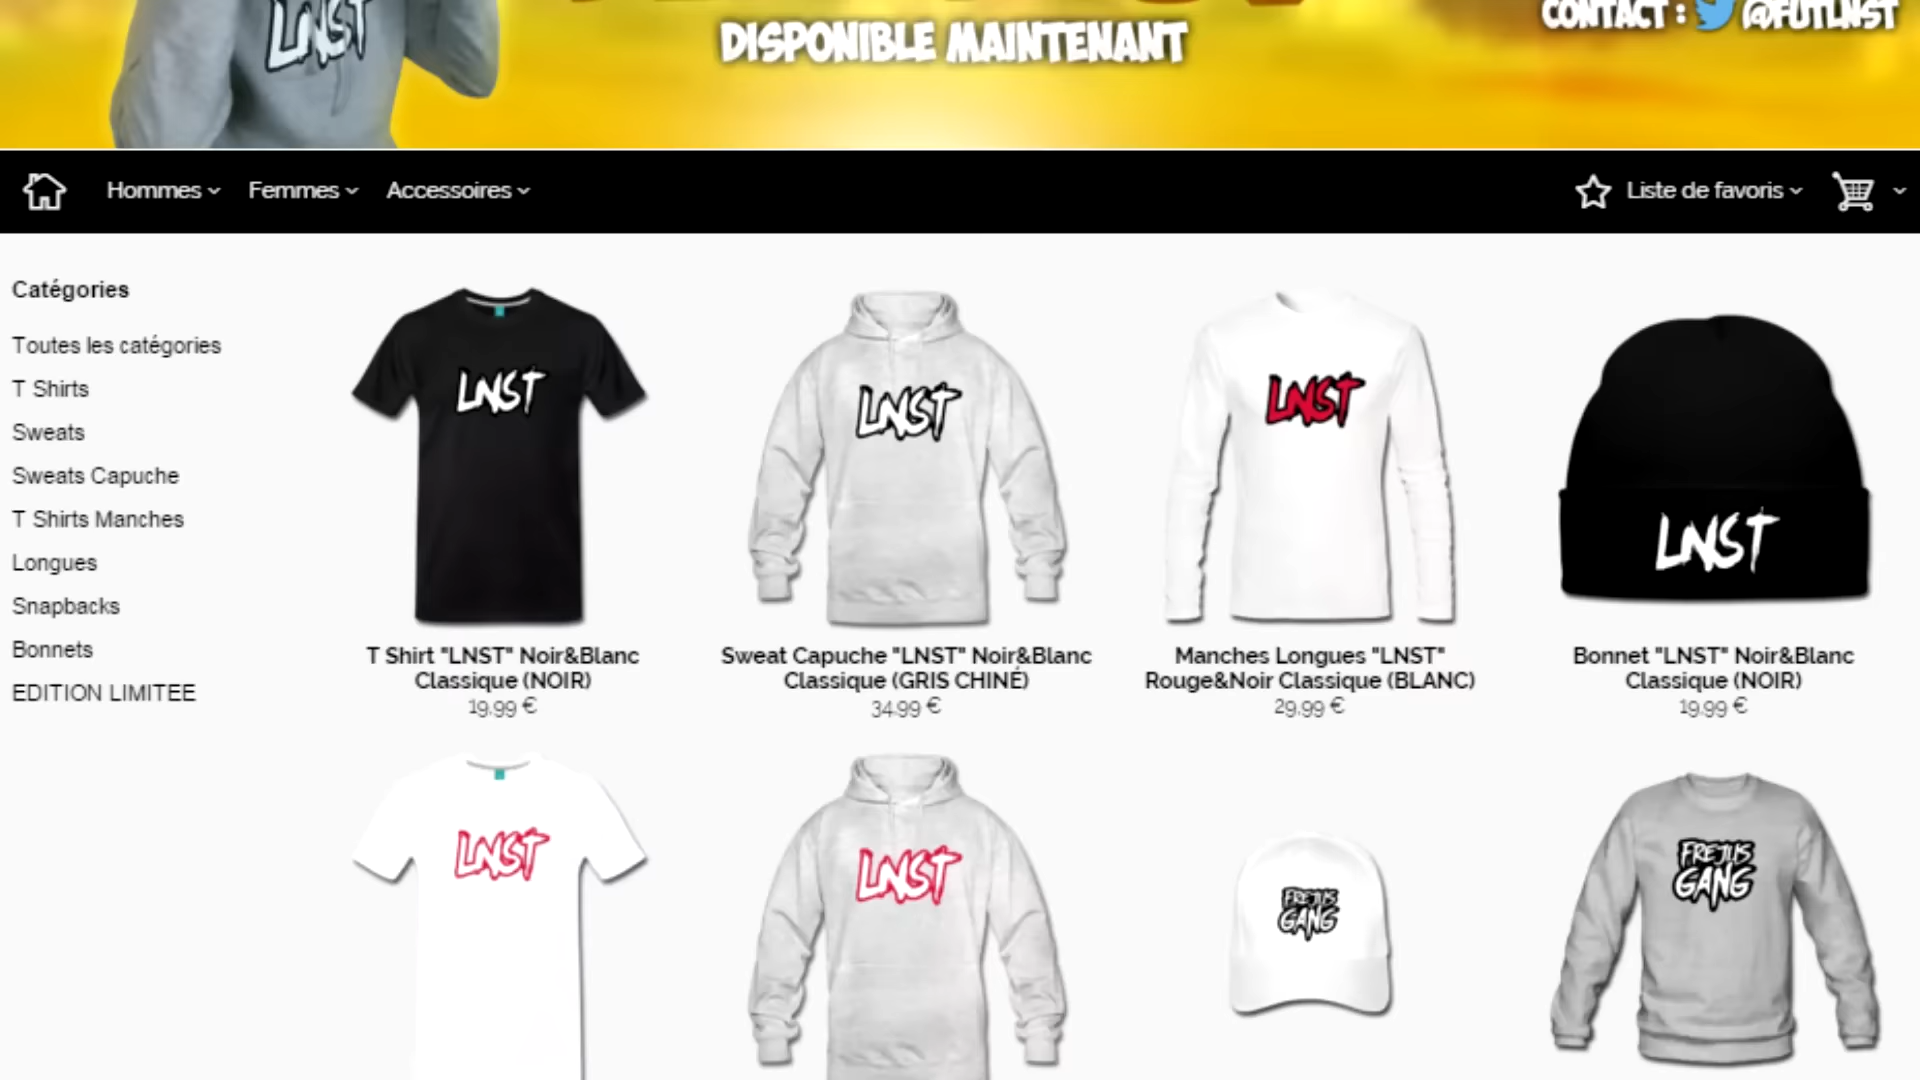 LNST
DISPONIBLE MAINTENANT
CONTACT : @FUTLNST
Hommes
Femmes
Accessoires
Liste de favoris
Catégories
Toutes les catégories
T Shirts
Sweats
Sweats Capuche
T Shirts Manches
Longues
Snapbacks
Bonnets
EDITION LIMITEE
LNST
LNST
LNST
LNST
T Shirt "LNST" Noir&Blanc
Classique (NOIR)
19.99 €
Sweat Capuche "LNST" Noir&Blanc
Classique (GRIS CHINÉ)
34.99 €
Manches Longues "LNST"
Rouge&Noir Classique (BLANC)
29.99 €
Bonnet "LNST" Noir&Blanc
Classique (NOIR)
19.99 €
LNST
LNST
FREJUS
GANG
FREJUS
GANG